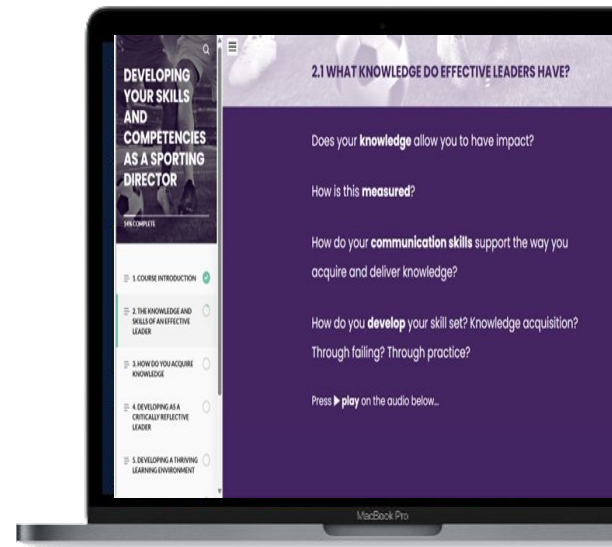 DEVELOPING
YOUR SKILLS
AND
COMPETENCIES
AS A SPORTING
DIRECTOR
COMPLETE
1. COURSE INTRODUCTION
2. THE KNOWLEDGE AND
SKILLS OF AN EFFECTIVE
LEADER
3. HOW DO YOU ACQUIRE
KNOWLEDGE
4. DEVELOPING AS A
CRITICALLY REFLECTIVE
LEADER
5. DEVELOPING A THRIVING
LEARNING ENVIRONMENT
2.1 WHAT KNOWLEDGE DO EFFECTIVE LEADERS HAVE?
Does your knowledge allow you to have impact?
How is this measured?
How do your communication skills support the way you
acquire and deliver knowledge?
How do you develop your skill set? Knowledge acquisition?
Through failing? Through practice?
Press ▶ play on the audio below...
MacBook Pro